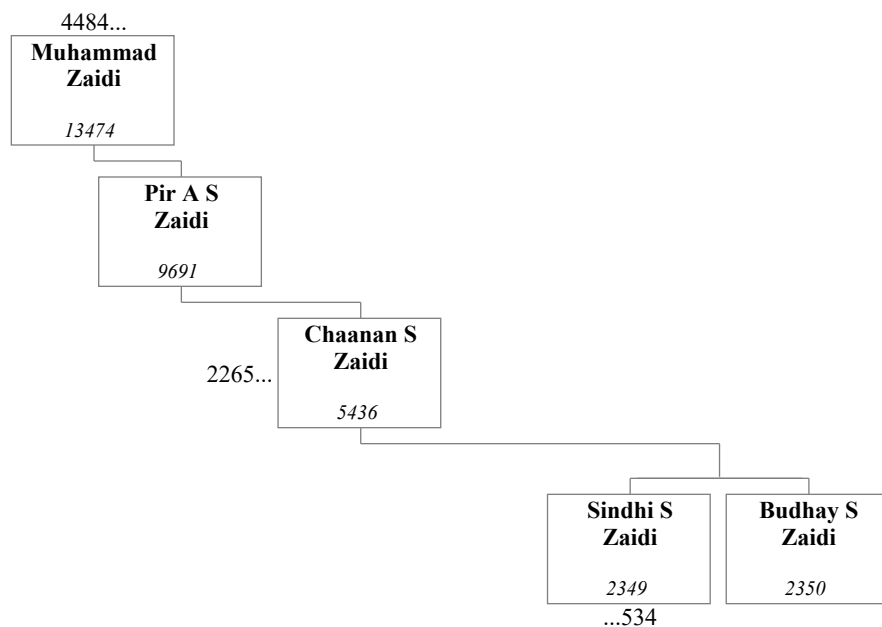 4484...
Muhammad
Zaidi
13474
Pir A S
Zaidi
9691
Chaanan S
Zaidi
2265...
5436
Sindhi S
Zaidi
2349
...534
Budhay S
Zaidi
2350